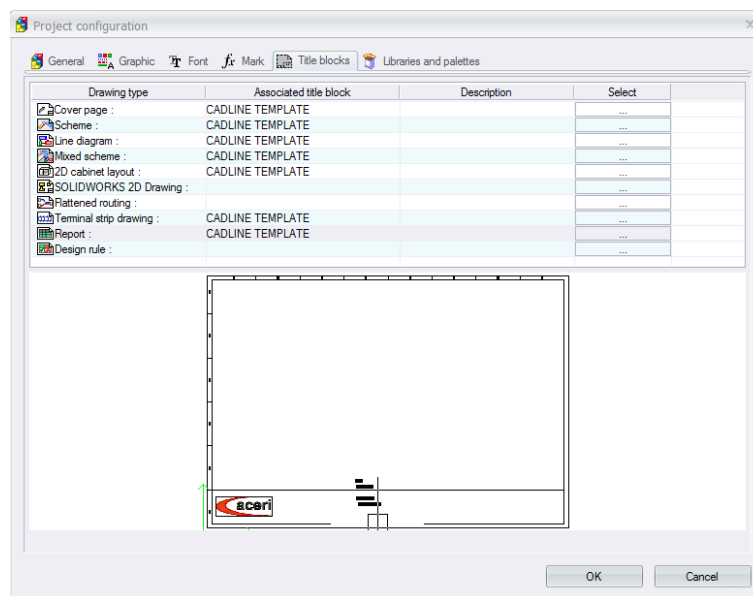 Project configuration
General Graphic Font Mark Title blocks Libraries and palettes
Drawing type Associated title block Description Select
Cover page : CADLINE TEMPLATE ...
Scheme : CADLINE TEMPLATE ...
Line diagram : CADLINE TEMPLATE ...
Mixed scheme : CADLINE TEMPLATE ...
2D cabinet layout : CADLINE TEMPLATE ...
SOLIDWORKS 2D Drawing : ...
Flattened routing : ...
Terminal strip drawing : CADLINE TEMPLATE ...
Report : CADLINE TEMPLATE ...
Design rule : ...
aceri
OK Cancel